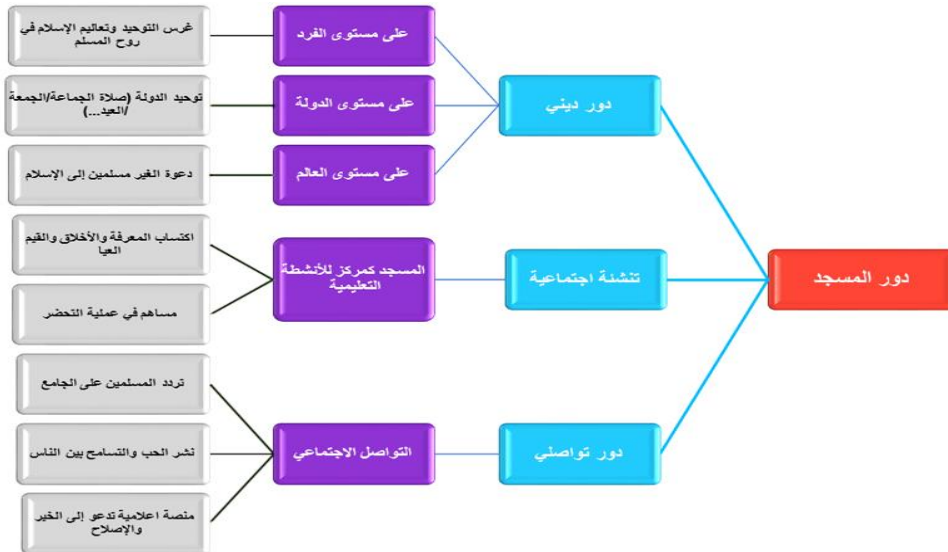 دور المسجد
دور ديني
على مستوى الفرد
غرس التوحيد وتعاليم الإسلام في
روح المسلم
على مستوى الدولة
توحيد الدولة (صلاة الجماعة/الجمعة
/العيد...)
على مستوى العالم
دعوة الغير مسلمين إلى الإسلام
تنشئة اجتماعية
المسجد كمركز للأنشطة
التعليمية
اكتساب المعرفة والأخلاق والقيم
العيا
مساهم في عملية التحضر
دور تواصلي
التواصل الاجتماعي
تردد المسلمين على الجامع
نشر الحب والتسامح بين الناس
منصة اعلامية تدعو إلى الخير
والإصلاح